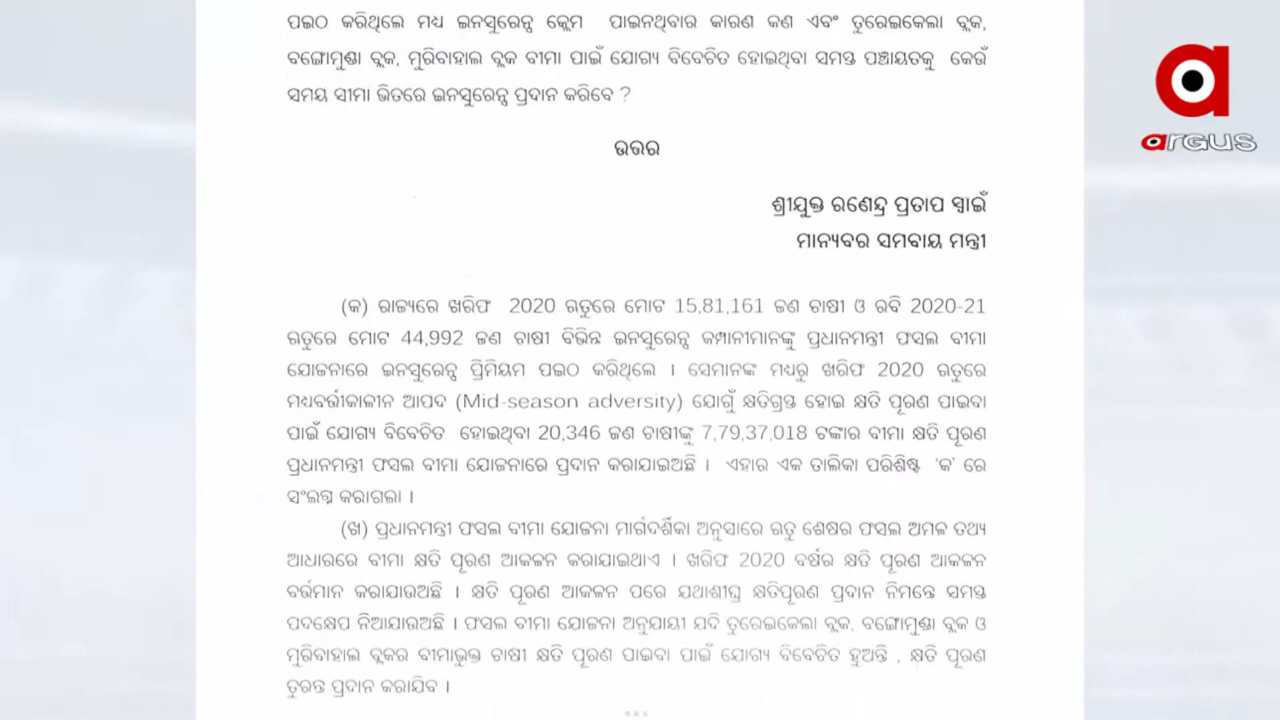 ପଇଠ କରିଥିଲେ ମଧ୍ୟ ଇନସୁରେନ୍ସ କ୍ଲେମ ପାଇନଥିବାର କାରଣ କଣ ଏବଂ ତୁରେଇକେଲା ବ୍ଲକ,
ବଙ୍ଗୋମୁଣ୍ଡା ବ୍ଲକ, ମୁରିବାହାଲ ବ୍ଲକ ବୀମା ପାଇଁ ଯୋଗ୍ୟ ବିବେଚିତ ହୋଇଥିବା ସମସ୍ତ ପଞ୍ଚାୟତକୁ କେଉଁ
ସମୟ ସୀମା ଭିତରେ ଇନସୁରେନ୍ସ ପ୍ରଦାନ କରିବେ ?
argus
ଉତ୍ତର
ଶ୍ରୀଯୁକ୍ତ ରଣେନ୍ଦ୍ର ପ୍ରତାପ ସ୍ୱାଇଁ
ମାନ୍ୟବର ସମବାୟ ମନ୍ତ୍ରୀ
(କ) ରାଜ୍ୟରେ ଖରିଫ 2020 ଋତୁରେ ମୋଟ 15,81,161 ଜଣ ଚାଷୀ ଓ ରବି 2020-21
ଋତୁରେ ମୋଟ 44,992 ଜଣ ଚାଷୀ ବିଭିନ୍ନ ଇନସୁରେନ୍ସ କମ୍ପାନୀମାନଙ୍କୁ ପ୍ରଧାନମନ୍ତ୍ରୀ ଫସଲ ବୀମା
ଯୋଜନାରେ ଇନସୁରେନ୍ସ ପ୍ରିମିୟମ ପଇଠ କରିଥିଲେ । ସେମାନଙ୍କ ମଧ୍ୟରୁ ଖରିଫ 2020 ଋତୁରେ
ମଧ୍ୟବର୍ତ୍ତୀକାଳୀନ ଆପଦ (Mid-season adversity) ଯୋଗୁଁ କ୍ଷତିଗ୍ରସ୍ତ ହୋଇ କ୍ଷତି ପୂରଣ ପାଇବା
ପାଇଁ ଯୋଗ୍ୟ ବିବେଚିତ ହୋଇଥିବା 20,346 ଜଣ ଚାଷୀଙ୍କୁ 7,79,37,018 ଟଙ୍କାର ବୀମା କ୍ଷତି ପୂରଣ
ପ୍ରଧାନମନ୍ତ୍ରୀ ଫସଲ ବୀମା ଯୋଜନାରେ ପ୍ରଦାନ କରାଯାଇଅଛି । ଏହାର ଏକ ତାଲିକା ପରିଶିଷ୍ଟ 'କ' ରେ
ସଂଲଗ୍ନ କରାଗଲା ।
(ଖ) ପ୍ରଧାନମନ୍ତ୍ରୀ ଫସଲ ବୀମା ଯୋଜନା ମାର୍ଗଦର୍ଶିକା ଅନୁସାରେ ଋତୁ ଶେଷର ଫସଲ ଅମଳ ତଥ୍ୟ
ଆଧାରରେ ବୀମା କ୍ଷତି ପୂରଣ ଆକଳନ କରାଯାଇଥାଏ । ଖରିଫ 2020 ବର୍ଷର କ୍ଷତି ପୂରଣ ଆକଳନ
ବର୍ତ୍ତମାନ କରାଯାଉଅଛି । କ୍ଷତି ପୂରଣ ଆକଳନ ପରେ ଯଥାଶୀଘ୍ର କ୍ଷତିପୂରଣ ପ୍ରଦାନ ନିମନ୍ତେ ସମସ୍ତ
ପଦକ୍ଷେପ ନିଆଯାଉଅଛି । ଫସଲ ବୀମା ଯୋଜନା ଅନୁଯାୟୀ ଯଦି ତୁରେଇକେଲା ବ୍ଲକ, ବଙ୍ଗୋମୁଣ୍ଡା ବ୍ଲକ ଓ
ମୁରିବାହାଲ ବ୍ଲକର ବୀମାଭୁକ୍ତ ଚାଷୀ କ୍ଷତି ପୂରଣ ପାଇବା ପାଇଁ ଯୋଗ୍ୟ ବିବେଚିତ ହୁଅନ୍ତି , କ୍ଷତି ପୂରଣ
ତୁରନ୍ତ ପ୍ରଦାନ କରାଯିବ ।
***